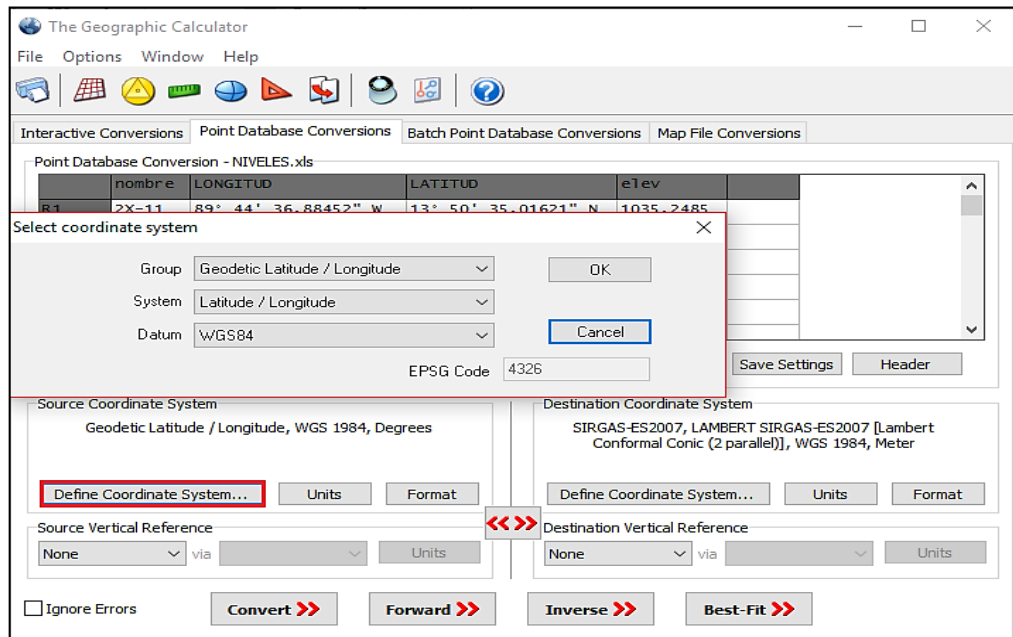 The Geographic Calculator
File Options Window Help
Interactive Conversions Point Database Conversions Batch Point Database Conversions Map File Conversions
Point Database Conversion - NIVELES.xls
nombre LONGITUD LATITUD elev
R1 2X-11 89° 44' 36.88452" W 13° 50' 35.01621" N 1035.2485
Select coordinate system
Group Geodetic Latitude / Longitude OK
System Latitude / Longitude
Datum WGS84 Cancel
EPSG Code 4326
Save Settings Header
Source Coordinate System
Geodetic Latitude / Longitude, WGS 1984, Degrees
Define Coordinate System... Units Format
Destination Coordinate System
SIRGAS-ES2007, LAMBERT SIRGAS-ES2007 [Lambert
Conformal Conic (2 parallel)], WGS 1984, Meter
Define Coordinate System... Units Format
Source Vertical Reference
None via Units
Destination Vertical Reference
None via Units
Ignore Errors Convert Forward Inverse Best-Fit